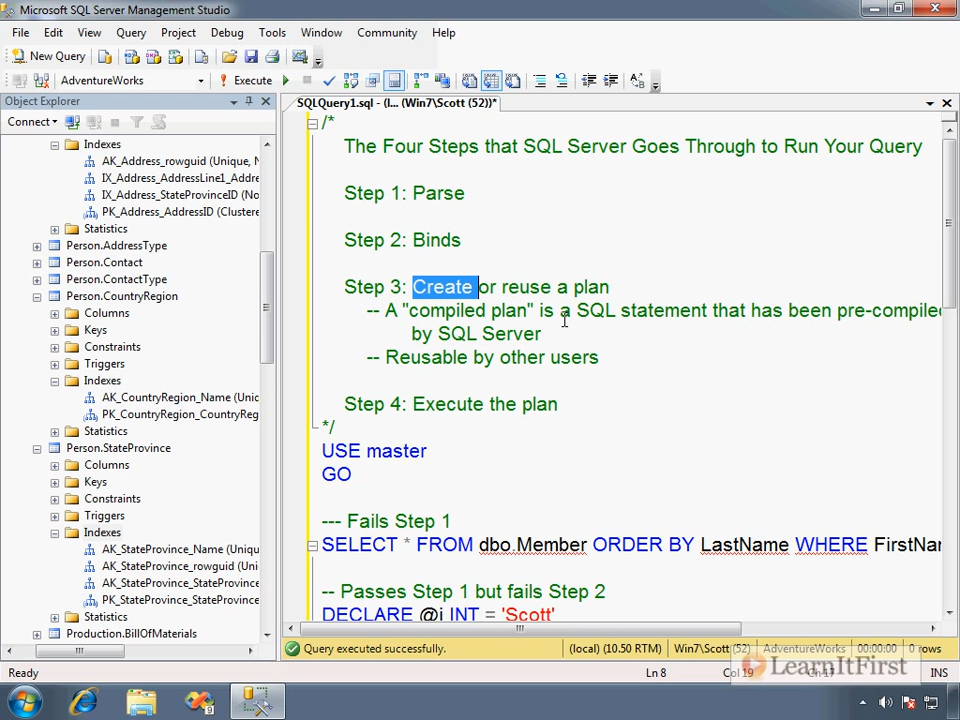 Microsoft SQL Server Management Studio
File Edit View Query Project Debug Tools Window Community Help
New Query
AdventureWorks Execute
Object Explorer
SQLQuery1.sql - (l... (Win7\Scott (52))*
Connect
Indexes
AK_Address_rowguid (Unique, N
IX_Address_AddressLine1_Addre
IX_Address_StateProvinceID (No
PK_Address_AddressID (Cluster
Statistics
Person.AddressType
Person.Contact
Person.ContactType
Person.CountryRegion
Columns
Keys
Constraints
Triggers
Indexes
AK_CountryRegion_Name (Uniq
PK_CountryRegion_CountryReg
Statistics
Person.StateProvince
Columns
Keys
Constraints
Triggers
Indexes
AK_StateProvince_Name (Uniqu
AK_StateProvince_rowguid (Uni
AK_StateProvince_StateProvinc
PK_StateProvince_StateProvince
Statistics
Production.BillOfMaterials
/*
The Four Steps that SQL Server Goes Through to Run Your Query
Step 1: Parse
Step 2: Binds
Step 3: Create or reuse a plan
-- A "compiled plan" is a SQL statement that has been pre-compiled
by SQL Server
-- Reusable by other users
Step 4: Execute the plan
*/
USE master
GO
--- Fails Step 1
SELECT * FROM dbo.Member ORDER BY LastName WHERE FirstNam
-- Passes Step 1 but fails Step 2
DECLARE @i INT = 'Scott'
Query executed successfully. (local) (10.50 RTM) Win7\Scott (52) AdventureWorks 00:00:00 0 rows
Ready Ln 8 Col 19 Ch 17 INS
LearnItFirst